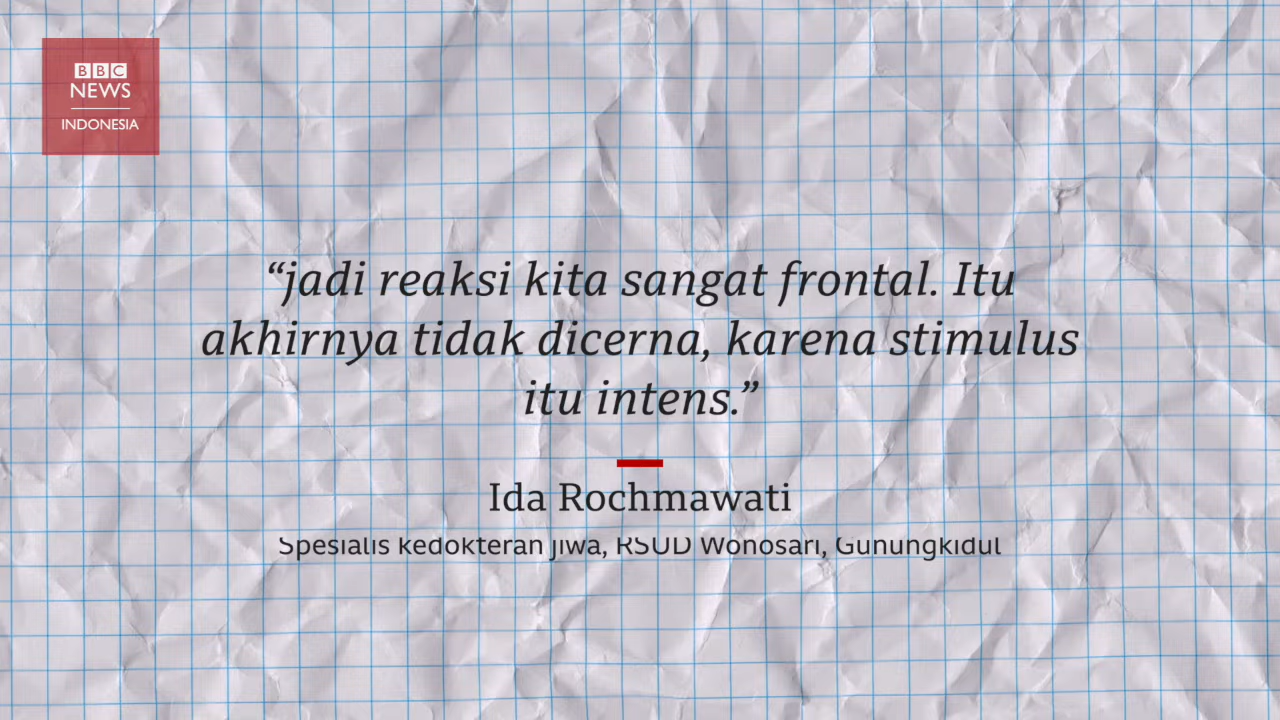 BBC
NEWS
INDONESIA
“jadi reaksi kita sangat frontal. Itu
akhirnya tidak dicerna, karena stimulus
itu intens.”
Ida Rochmawati
Spesialis kedokteran jiwa, RSUD Wonosari, Gunungkidul